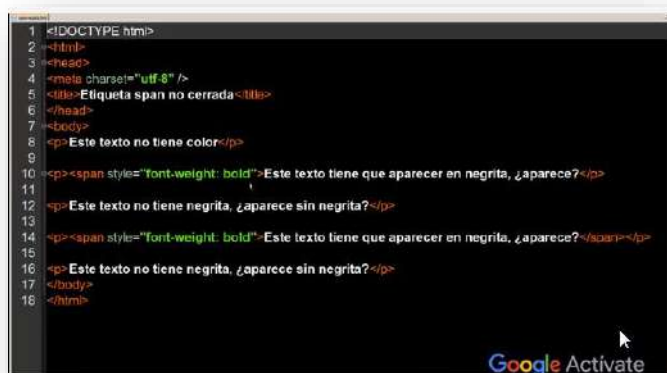 1 <!DOCTYPE html>
2 <html>
3 <head>
4 <meta charset="utf-8" />
5 <title>Etiqueta span no cerrada</title>
6 </head>
7 <body>
8 <p>Este texto no tiene color</p>
9
10 <p><span style="font-weight: bold">Este texto tiene que aparecer en negrita, ¿aparece?</p>
11
12 <p>Este texto no tiene negrita, ¿aparece sin negrita?</p>
13
14 <p><span style="font-weight: bold">Este texto tiene que aparecer en negrita, ¿aparece?</span></p>
15
16 <p>Este texto no tiene negrita, ¿aparece sin negrita?</p>
17 </body>
18 </html>
Google Activate